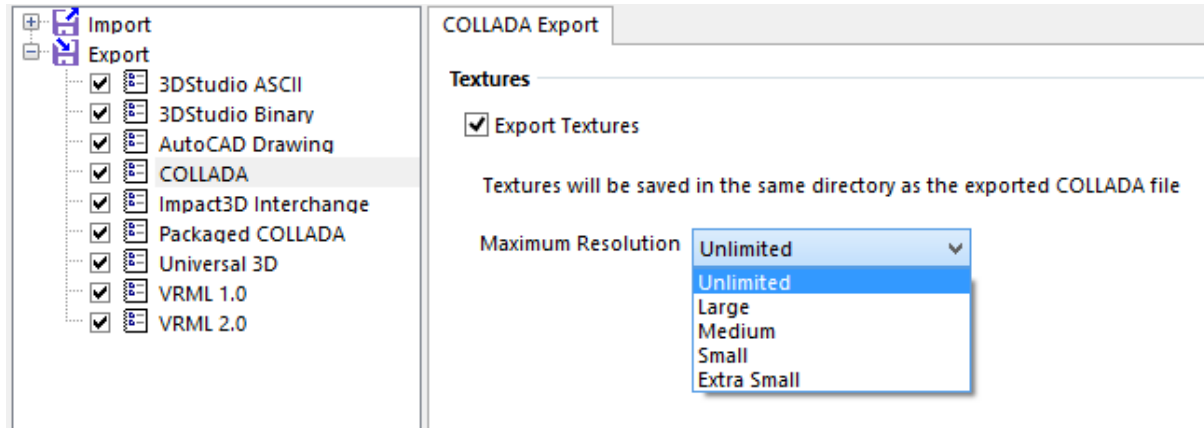 Import
Export
3DStudio ASCII
3DStudio Binary
AutoCAD Drawing
COLLADA
Impact3D Interchange
Packaged COLLADA
Universal 3D
VRML 1.0
VRML 2.0
COLLADA Export
Textures
Export Textures
Textures will be saved in the same directory as the exported COLLADA file
Maximum Resolution Unlimited
Unlimited
Large
Medium
Small
Extra Small